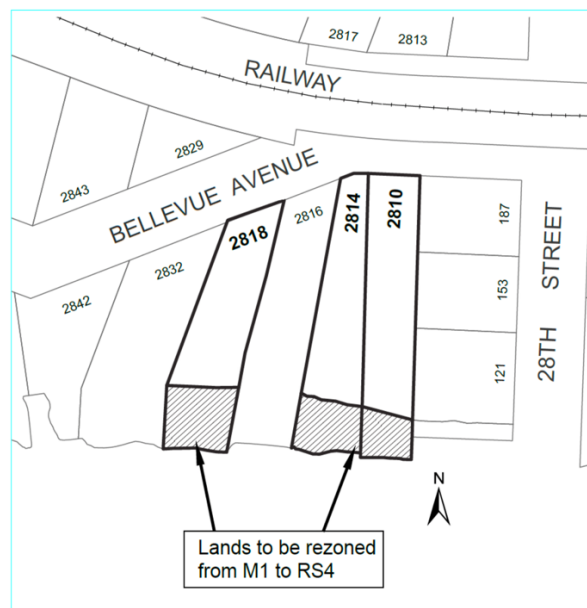 2817
2813
RAILWAY
2829
2843
BELLEVUE AVENUE
2818
2816
2814
2810
187
2832
2842
153
28TH STREET
121
N
Lands to be rezoned
from M1 to RS4